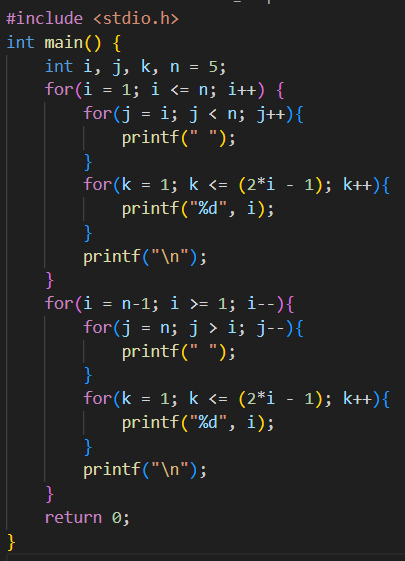 #include <stdio.h>
int main() {
    int i, j, k, n = 5;
    for(i = 1; i <= n; i++) {
        for(j = i; j < n; j++){
            printf(" ");
        }
        for(k = 1; k <= (2*i - 1); k++){
            printf("%d", i);
        }
        printf("\n");
    }
    for(i = n-1; i >= 1; i--){
        for(j = n; j > i; j--){
            printf(" ");
        }
        for(k = 1; k <= (2*i - 1); k++){
            printf("%d", i);
        }
        printf("\n");
    }
    return 0;
}